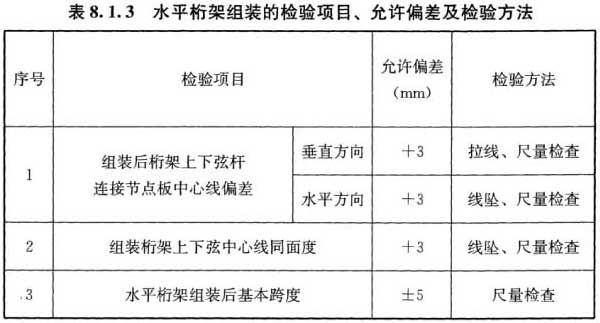 表8.1.3 水平桁架组装的检验项目、允许偏差及检验方法
序号 检验项目 允许偏差（mm） 检验方法
1 组装后桁架上下弦杆连接节点板中心线偏差 垂直方向 +3 拉线、尺量检查
水平方向 +3 线坠、尺量检查
2 组装桁架上下弦中心线同面度 +3 线坠、尺量检查
3 水平桁架组装后基本跨度 ±5 尺量检查